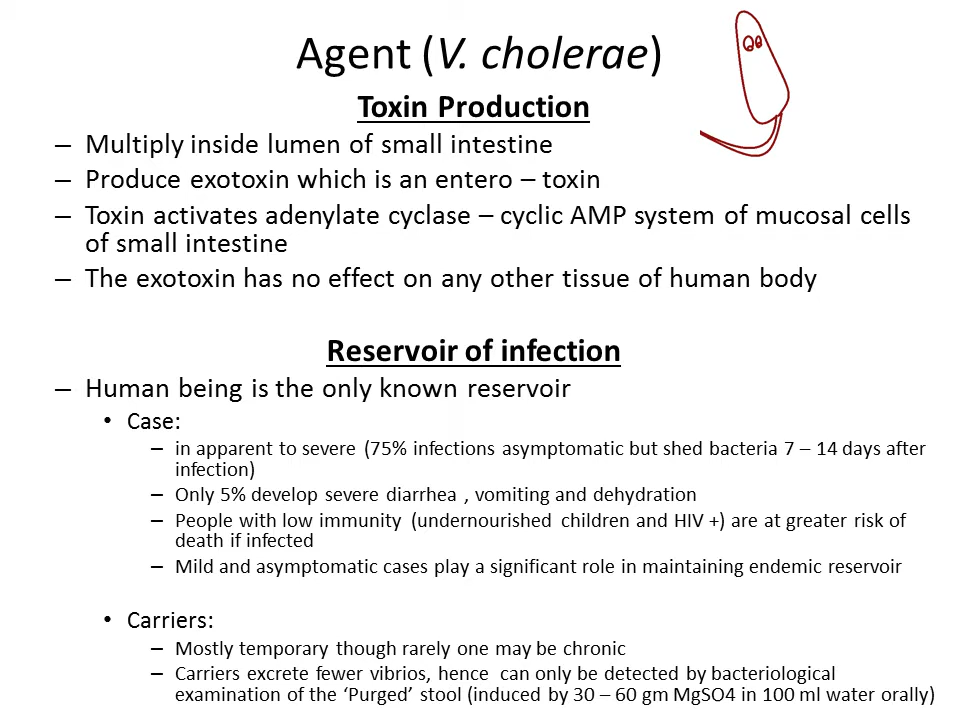 Agent (V. cholerae)
Toxin Production
– Multiply inside lumen of small intestine
– Produce exotoxin which is an entero – toxin
– Toxin activates adenylate cyclase – cyclic AMP system of mucosal cells
of small intestine
– The exotoxin has no effect on any other tissue of human body
Reservoir of infection
– Human being is the only known reservoir
• Case:
– in apparent to severe (75% infections asymptomatic but shed bacteria 7 – 14 days after
infection)
– Only 5% develop severe diarrhea , vomiting and dehydration
– People with low immunity (undernourished children and HIV +) are at greater risk of
death if infected
– Mild and asymptomatic cases play a significant role in maintaining endemic reservoir
• Carriers:
– Mostly temporary though rarely one may be chronic
– Carriers excrete fewer vibrios, hence can only be detected by bacteriological
examination of the ‘Purged’ stool (induced by 30 – 60 gm MgSO4 in 100 ml water orally)